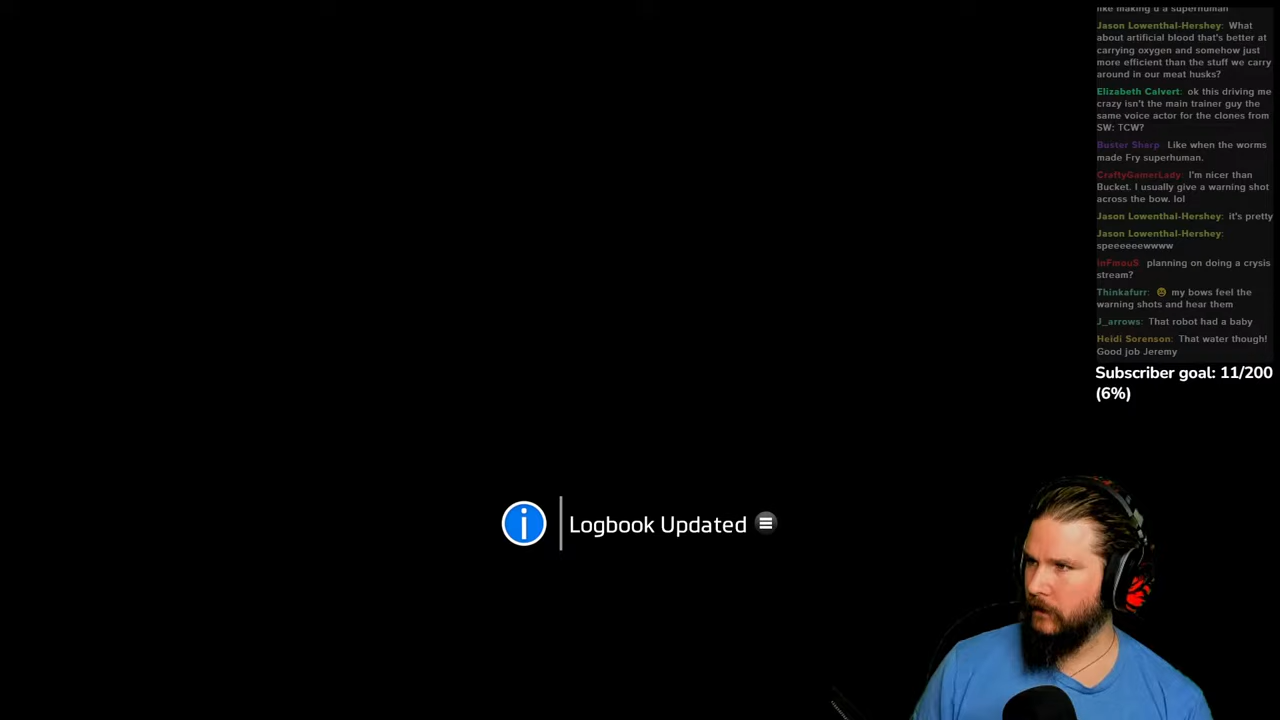 like making u a superhuman
Jason Lowenthal-Hershey: What
about artificial blood that's better at
carrying oxygen and somehow just
more efficient than the stuff we carry
around in our meat husks?
Elizabeth Calvert: ok this driving me
crazy isn't the main trainer guy the
same voice actor for the clones from
SW: TCW?
Buster Sharp Like when the worms
made Fry superhuman.
CraftyGamerLady: I'm nicer than
Bucket. I usually give a warning shot
across the bow. lol
Jason Lowenthal-Hershey: it's pretty
Jason Lowenthal-Hershey:
speeeeeewwww
inFmouS planning on doing a crysis
stream?
Thinkafurr: my bows feel the
warning shots and hear them
J_arrows: That robot had a baby
Heidi Sorenson: That water though!
Good job Jeremy
Subscriber goal: 11/200
(6%)
i Logbook Updated